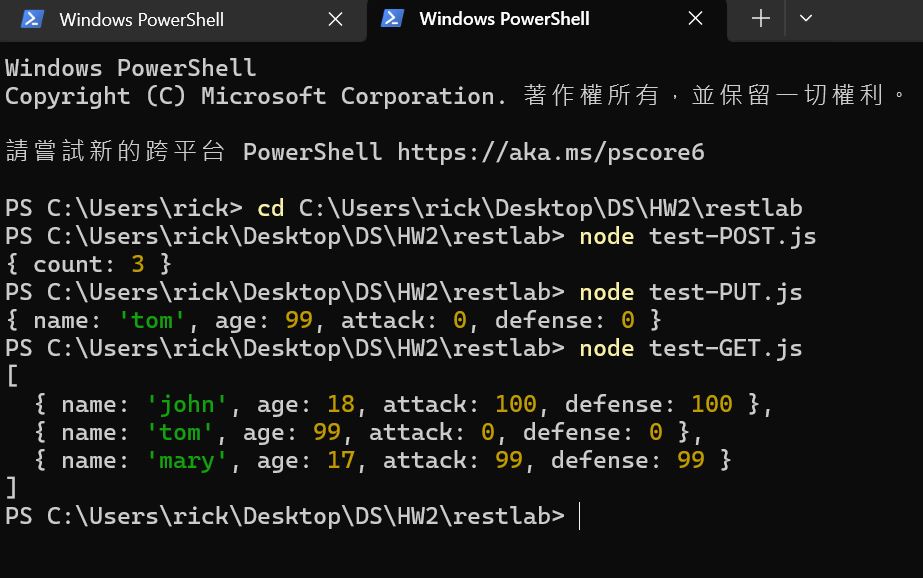 Windows PowerShell
Windows PowerShell
Windows PowerShell
Copyright (C) Microsoft Corporation. 著作權所有，並保留一切權利。
請嘗試新的跨平台 PowerShell https://aka.ms/pscore6
PS C:\Users\rick> cd C:\Users\rick\Desktop\DS\HW2\restlab
PS C:\Users\rick\Desktop\DS\HW2\restlab> node test-POST.js
{ count: 3 }
PS C:\Users\rick\Desktop\DS\HW2\restlab> node test-PUT.js
{ name: 'tom', age: 99, attack: 0, defense: 0 }
PS C:\Users\rick\Desktop\DS\HW2\restlab> node test-GET.js
[
  { name: 'john', age: 18, attack: 100, defense: 100 },
  { name: 'tom', age: 99, attack: 0, defense: 0 },
  { name: 'mary', age: 17, attack: 99, defense: 99 }
]
PS C:\Users\rick\Desktop\DS\HW2\restlab>